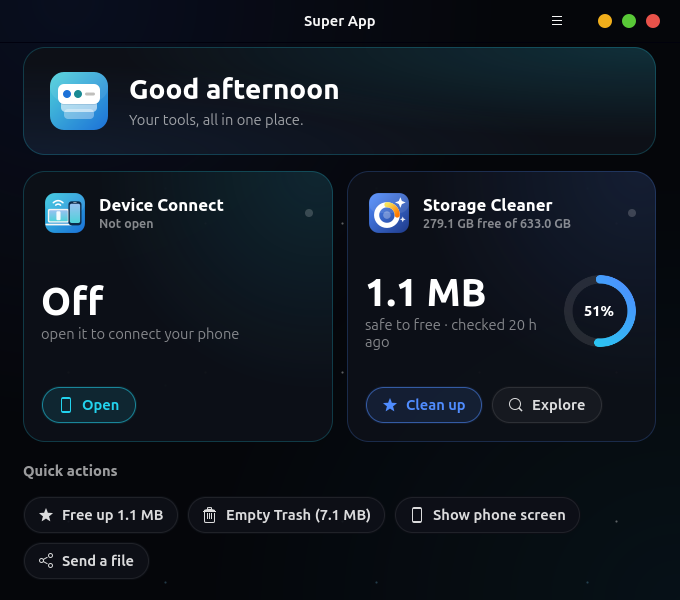 Super App
Good afternoon
Your tools, all in one place.
Device Connect
Not open
Off
open it to connect your phone
Open
Storage Cleaner
279.1 GB free of 633.0 GB
1.1 MB
safe to free · checked 20 h
ago
51%
Clean up
Explore
Quick actions
Free up 1.1 MB
Empty Trash (7.1 MB)
Show phone screen
Send a file